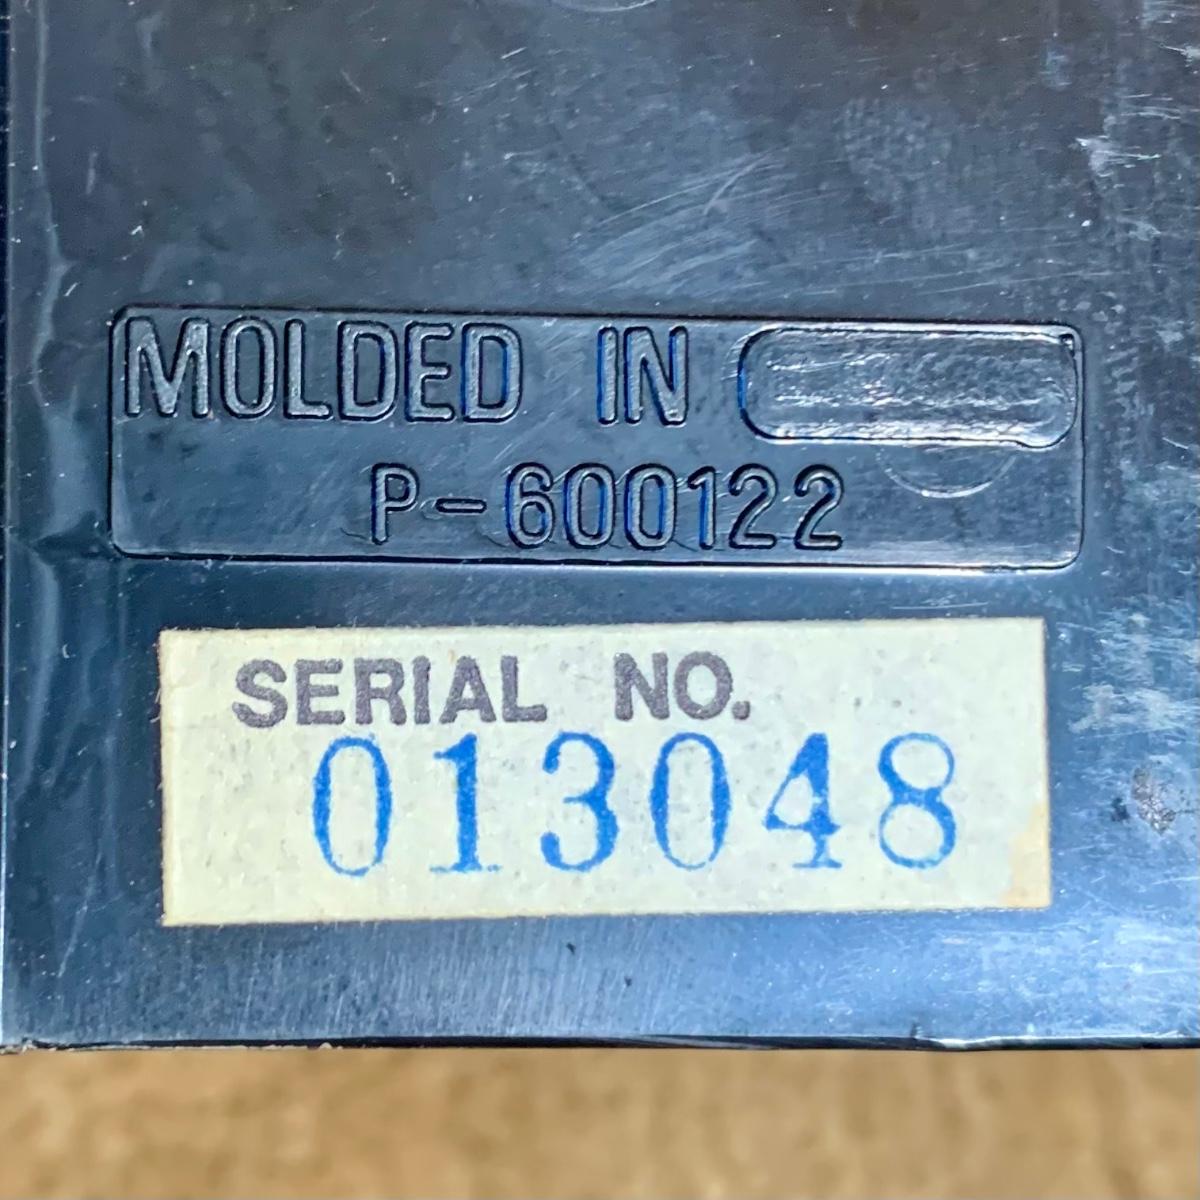 MOLDED IN
P-600122
SERIAL NO.
013048